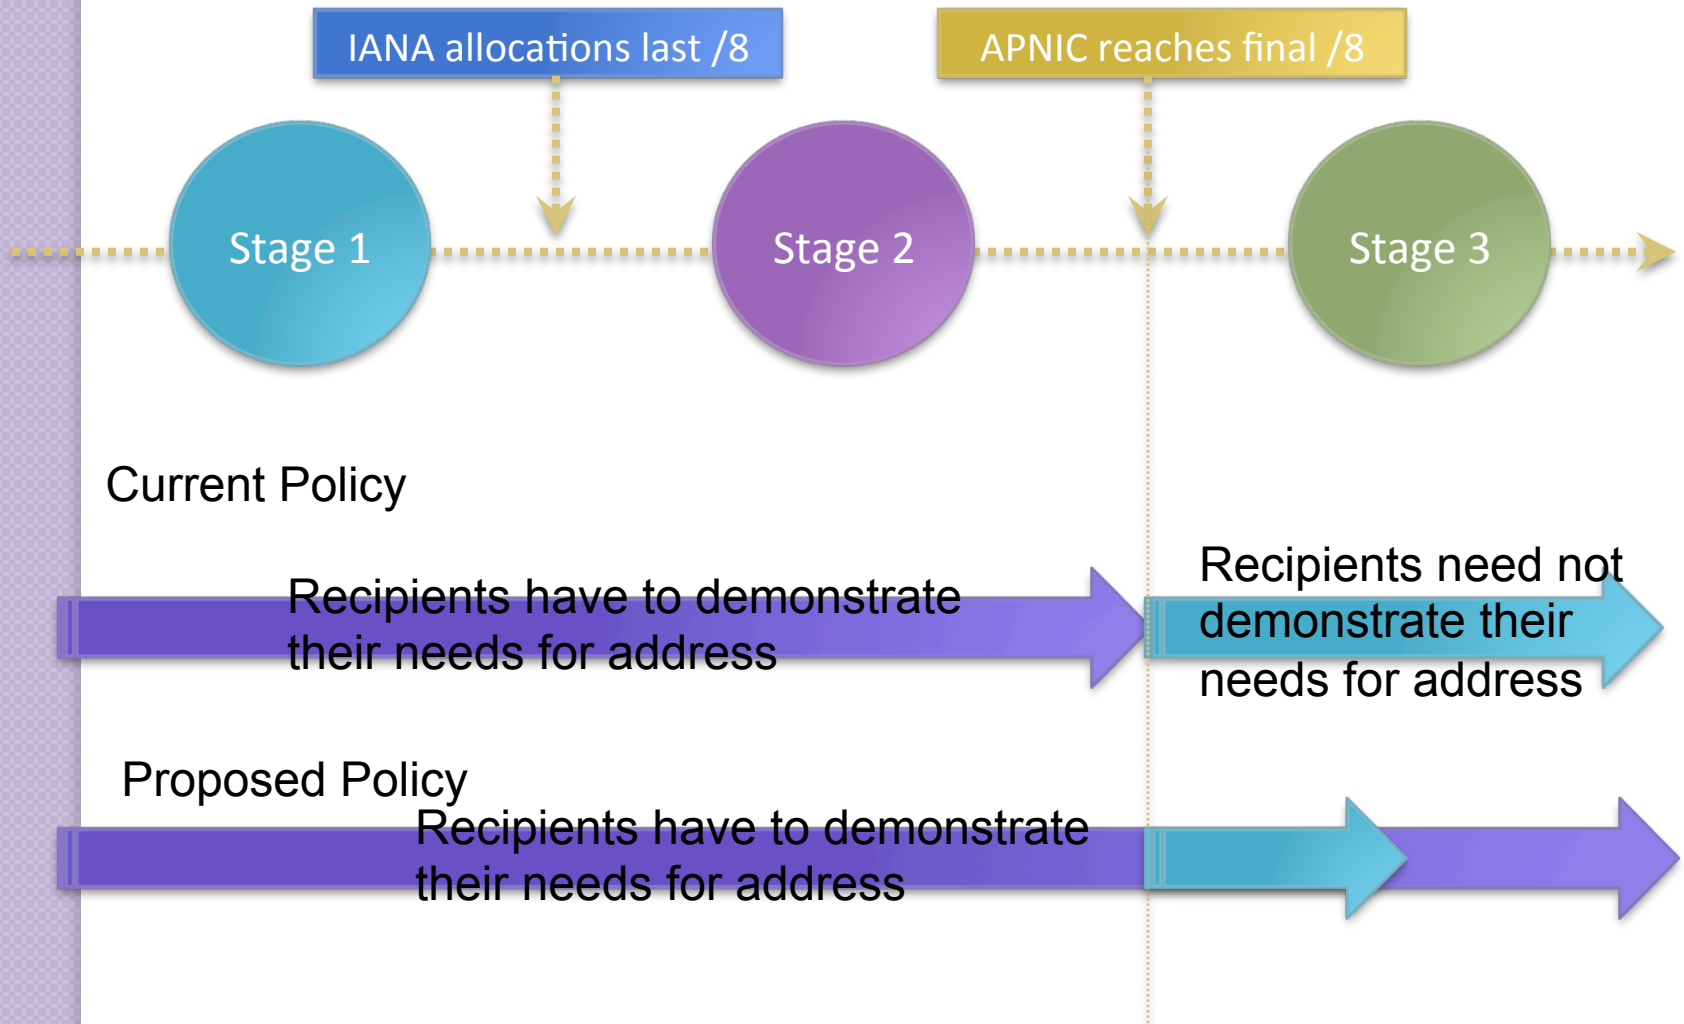 IANA allocations last /8
APNIC reaches final /8
Stage 1
Stage 2
Stage 3
Current Policy
Recipients have to demonstrate
their needs for address
Recipients need not
demonstrate their
needs for address
Proposed Policy
Recipients have to demonstrate
their needs for address